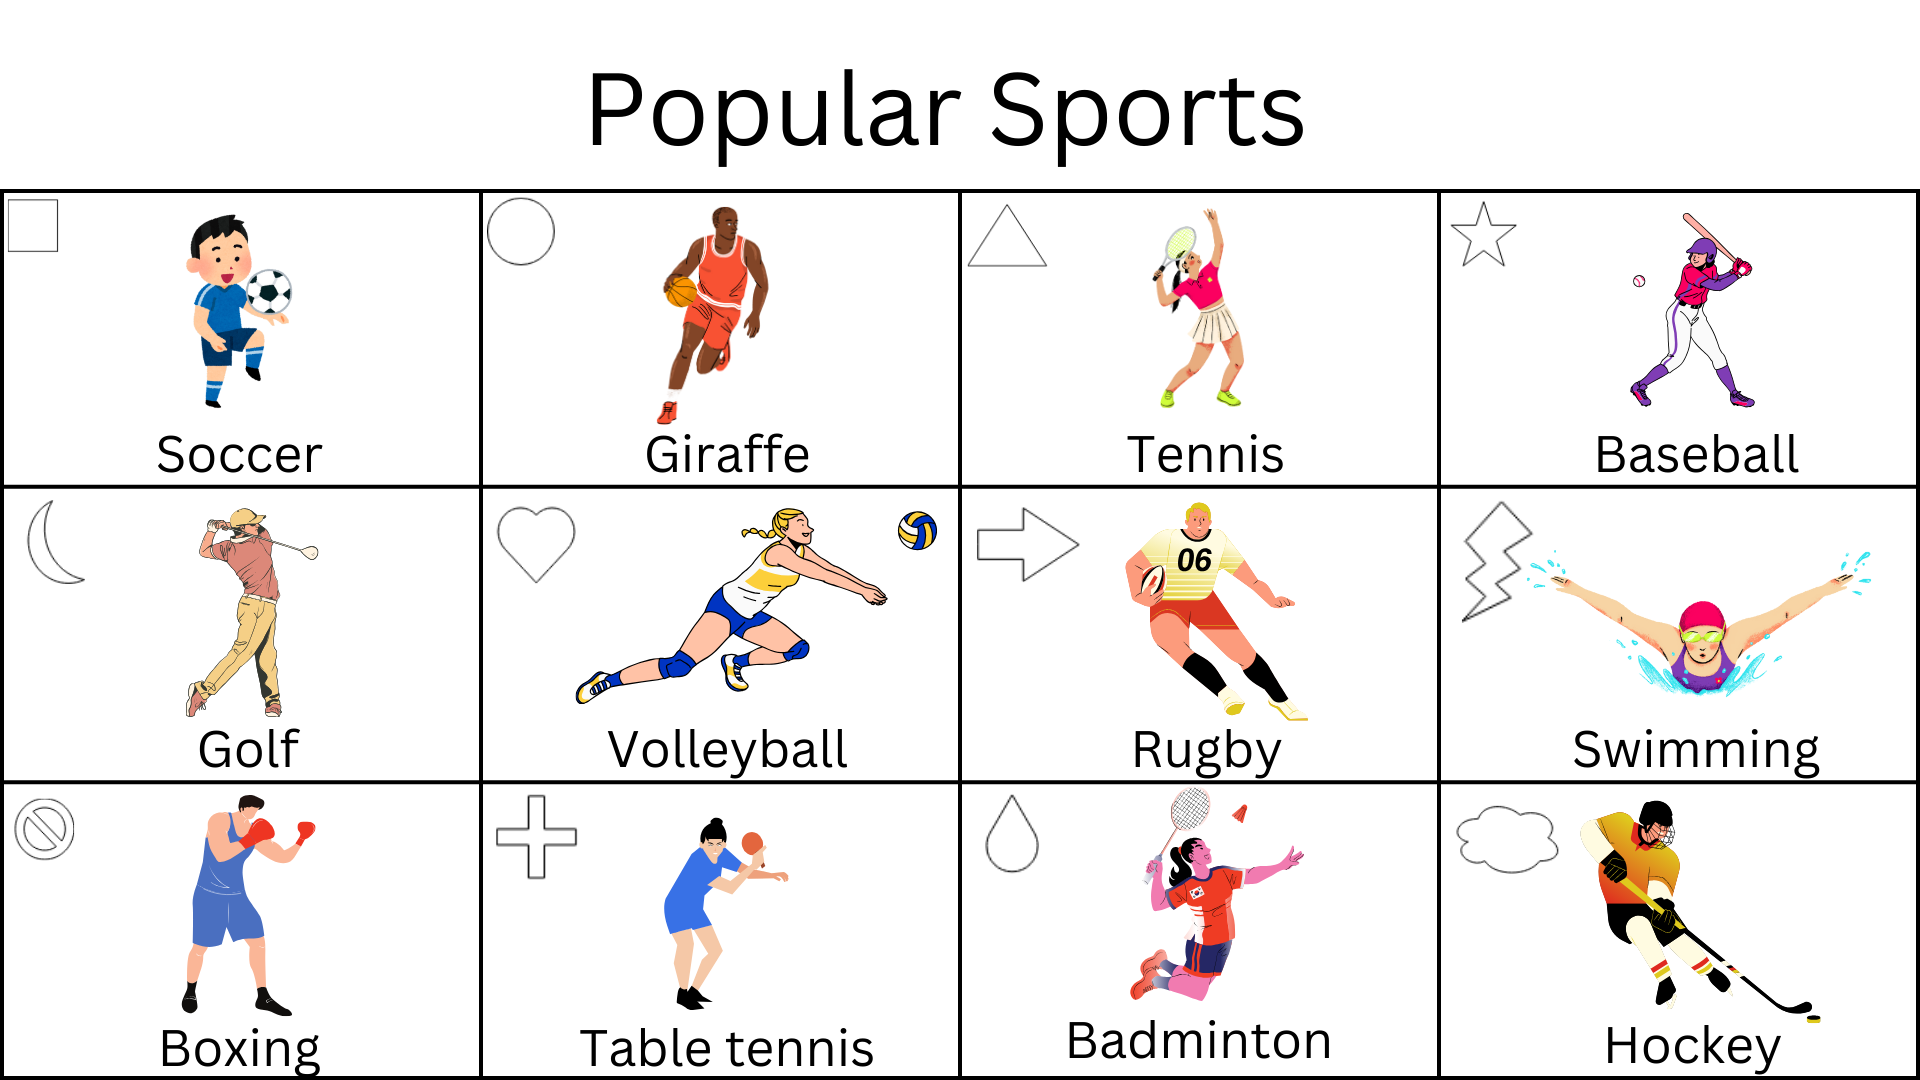 Popular Sports
Soccer
Giraffe
Tennis
Baseball
Golf
Volleyball
06
Rugby
Swimming
Boxing
Table tennis
Badminton
Hockey